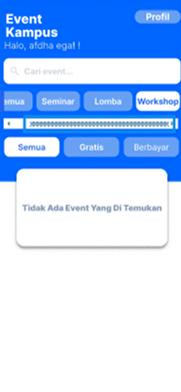 Event
Kampus
Profil
Halo, afdha ega! !
Cari event...
emua Seminar Lomba Workshop
Semua Gratis Berbayar
Tidak Ada Event Yang Di Temukan